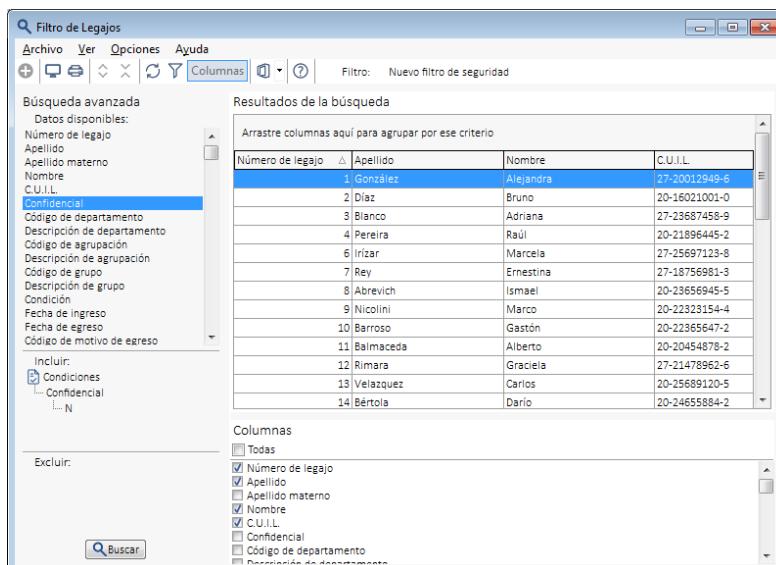 Filtro de Legajos
Archivo Ver Opciones Ayuda
Columnas Filtro: Nuevo filtro de seguridad
Búsqueda avanzada
Datos disponibles:
Número de legajo
Apellido
Apellido materno
Nombre
C.U.I.L.
Confidencial
Código de departamento
Descripción de departamento
Código de agrupación
Descripción de agrupación
Código de grupo
Descripción de grupo
Condición
Fecha de ingreso
Fecha de egreso
Código de motivo de egreso
Incluir:
Condiciones
Confidencial
N
Excluir:
Buscar
Resultados de la búsqueda
Arrastre columnas aquí para agrupar por ese criterio
Número de legajo Apellido Nombre C.U.I.L.
1 González Alejandra 27-20012949-6
2 Díaz Bruno 20-16021001-0
3 Blanco Adriana 27-23687458-9
4 Pereira Raúl 20-21896445-2
6 Irízar Marcela 27-25697123-8
7 Rey Ernestina 27-18756981-3
8 Abrevich Ismael 20-23656945-5
9 Nicolini Marco 20-22323154-4
10 Barroso Gastón 20-22365647-2
11 Balmaceda Alberto 20-20454878-2
12 Rimara Graciela 27-21478962-6
13 Velazquez Carlos 20-25689120-5
14 Bértola Darío 20-24655884-2
Columnas
Todas
Número de legajo
Apellido
Apellido materno
Nombre
C.U.I.L.
Confidencial
Código de departamento
Descripción de departamento